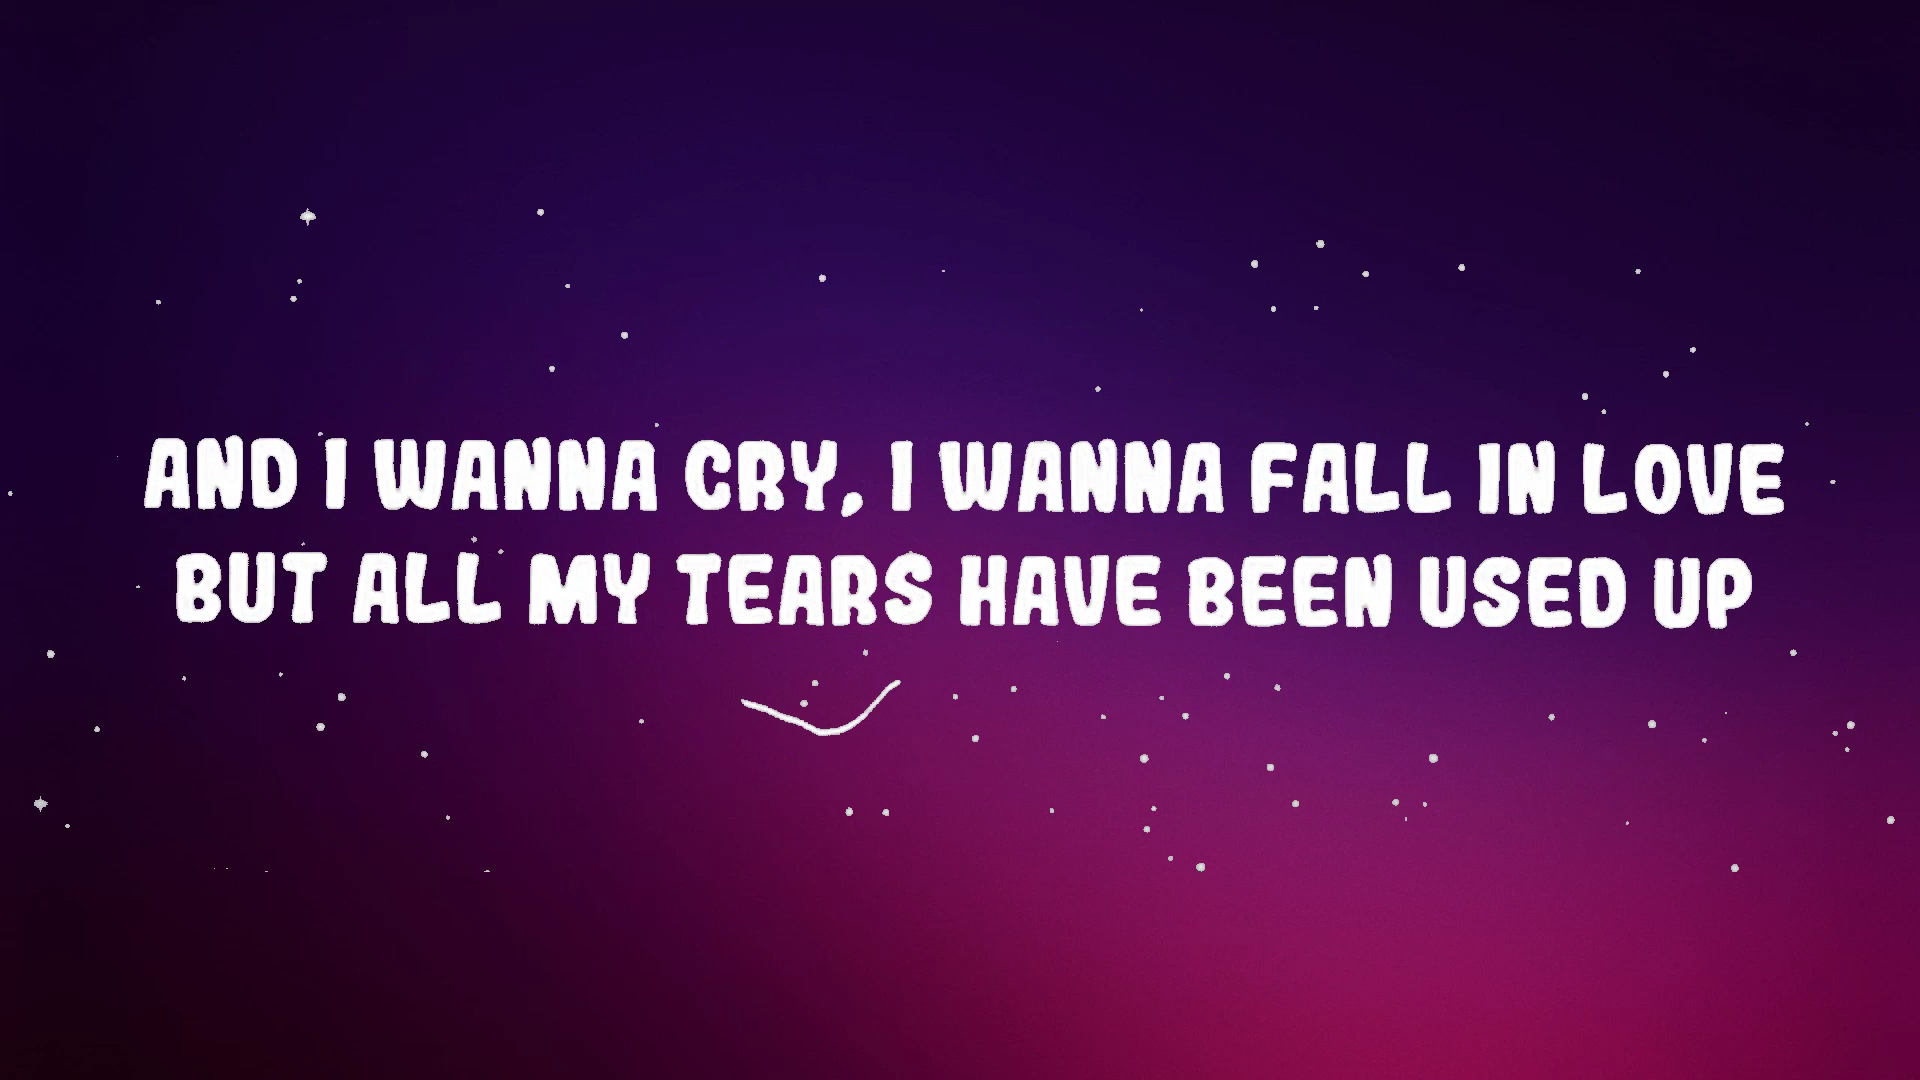 AND I WANNA CRY, I WANNA FALL IN LOVE
BUT ALL MY TEARS HAVE BEEN USED UP